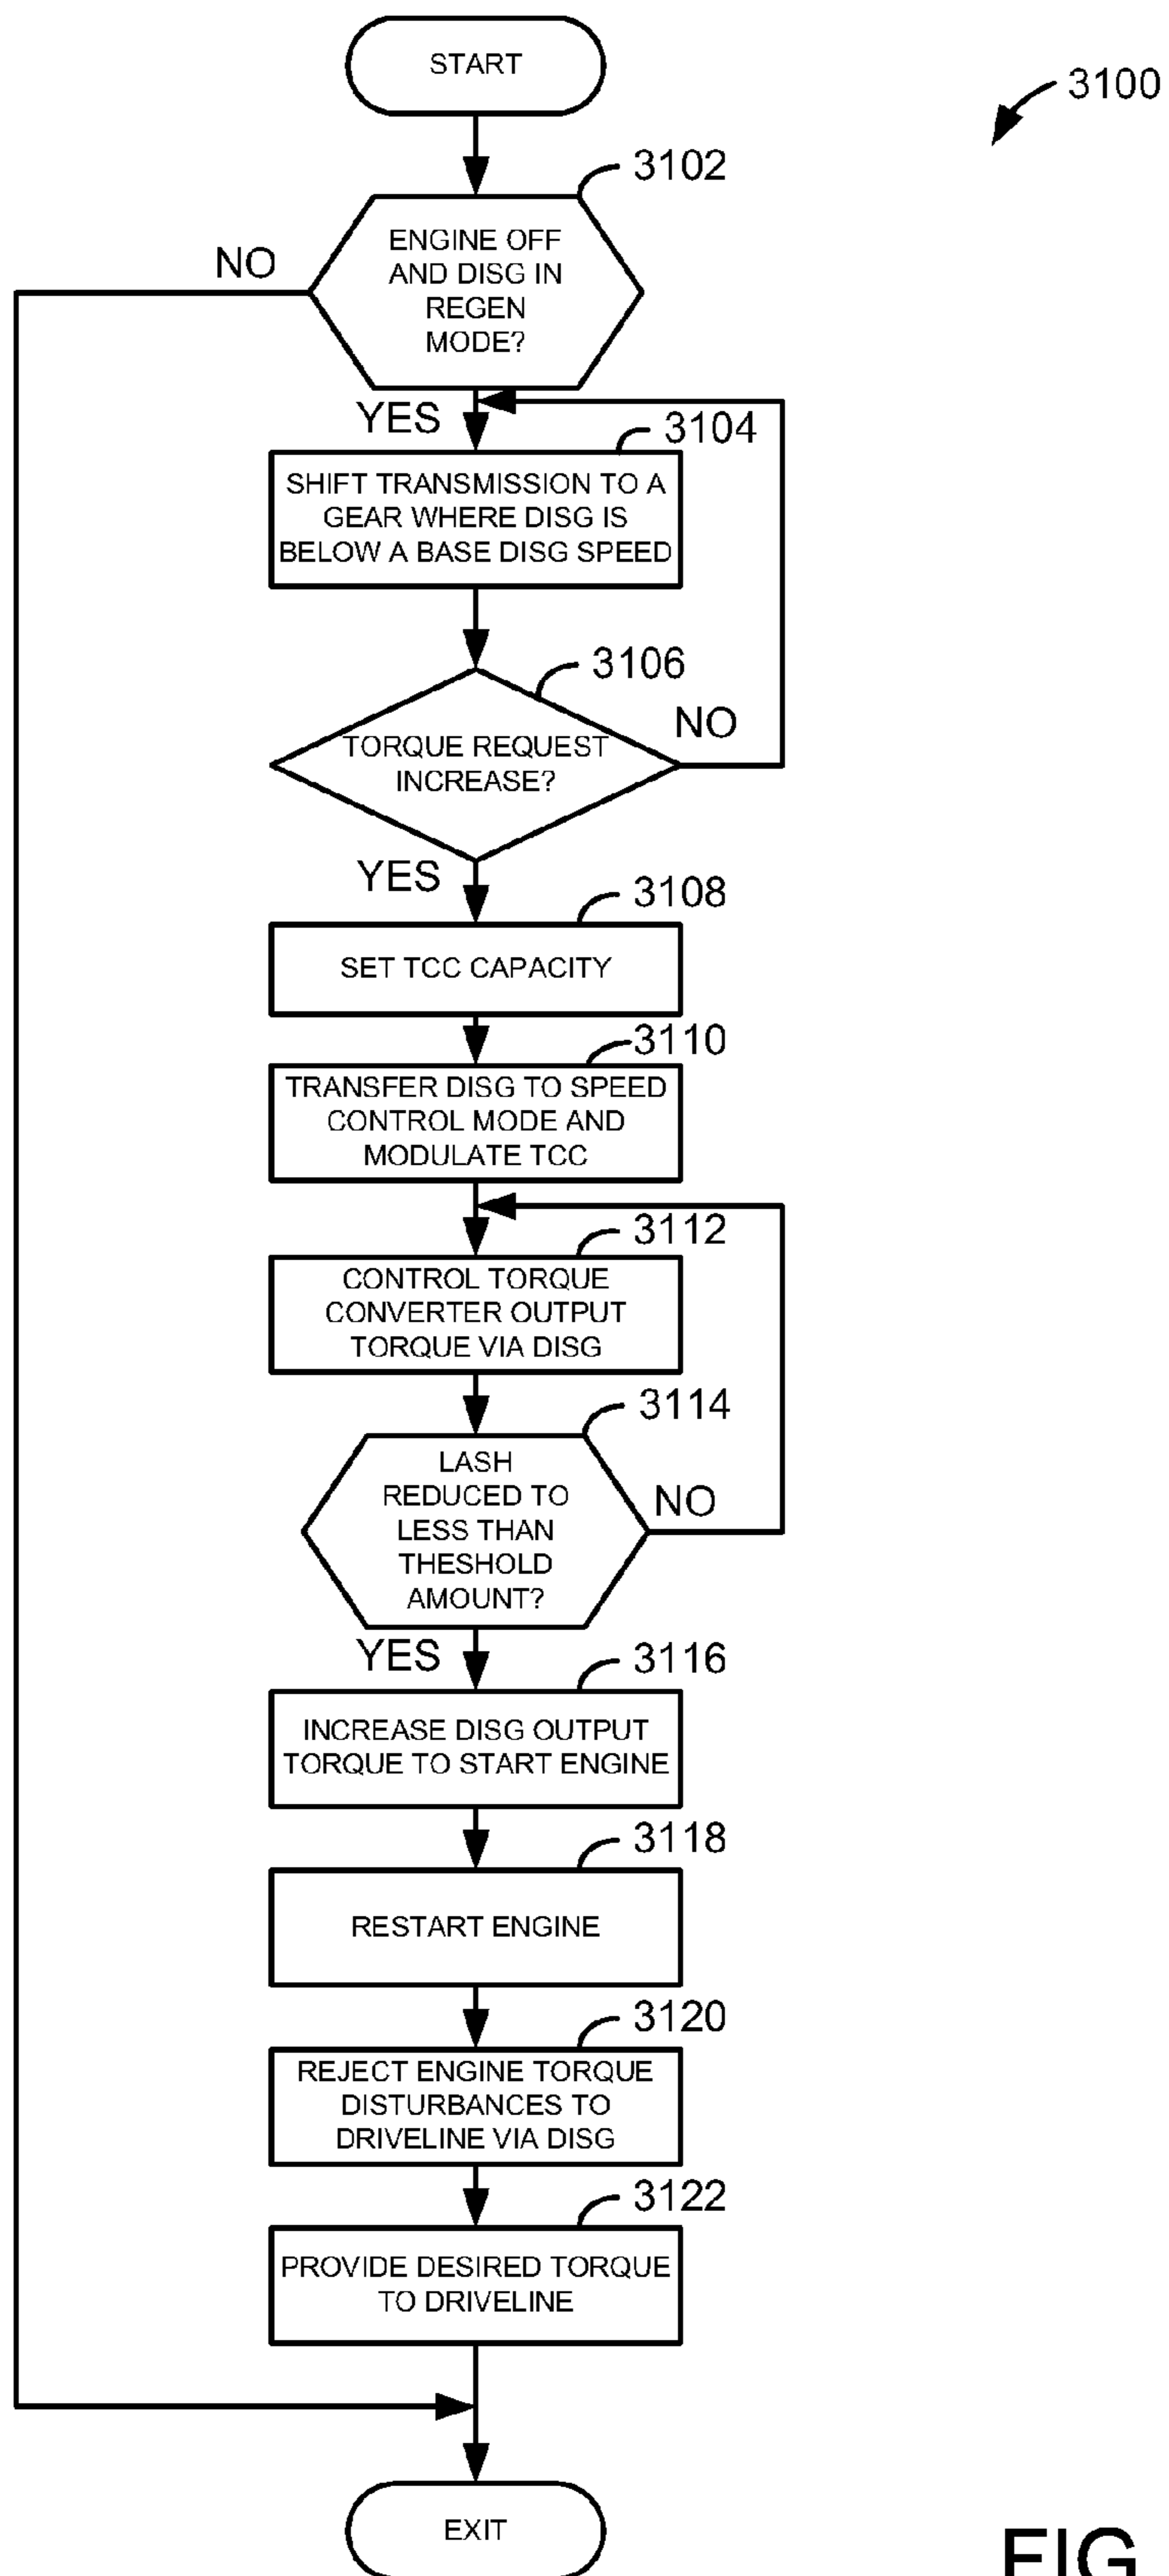 START
3100
3102
NO
ENGINE OFF
AND DISG IN
REGEN
MODE?
YES
3104
SHIFT TRANSMISSION TO A
GEAR WHERE DISG IS
BELOW A BASE DISG SPEED
3106
NO
TORQUE REQUEST
INCREASE?
YES
3108
SET TCC CAPACITY
3110
TRANSFER DISG TO SPEED
CONTROL MODE AND
MODULATE TCC
3112
CONTROL TORQUE
CONVERTER OUTPUT
TORQUE VIA DISG
3114
LASH
REDUCED TO
LESS THAN
THESHOLD
AMOUNT?
NO
YES
3116
INCREASE DISG OUTPUT
TORQUE TO START ENGINE
3118
RESTART ENGINE
3120
REJECT ENGINE TORQUE
DISTURBANCES TO
DRIVELINE VIA DISG
3122
PROVIDE DESIRED TORQUE
TO DRIVELINE
EXIT
FIG